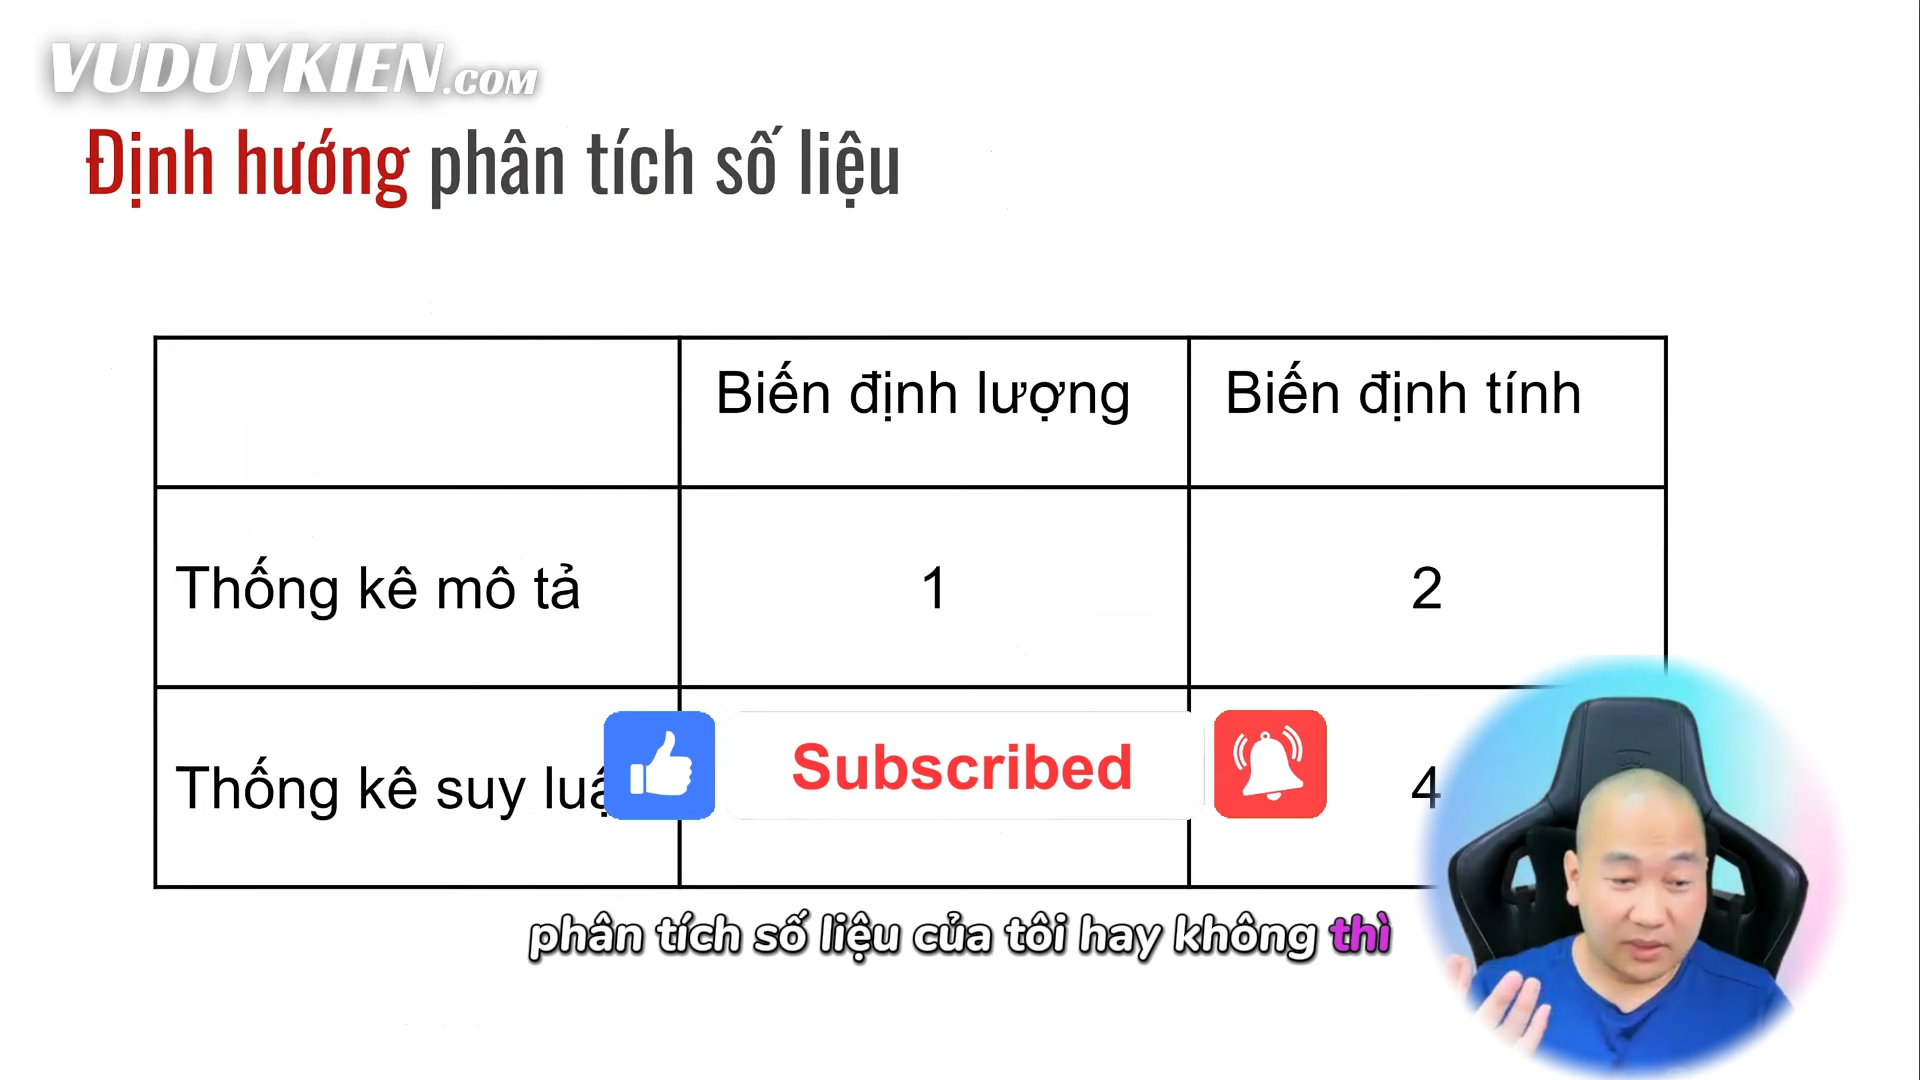 VUDUYKIEN.COM
Định hướng phân tích số liệu
Biến định lượng
Biến định tính
Thống kê mô tả
1
2
Thống kê suy
4
Subscribed
phân tích số liệu của tôi hay không thì